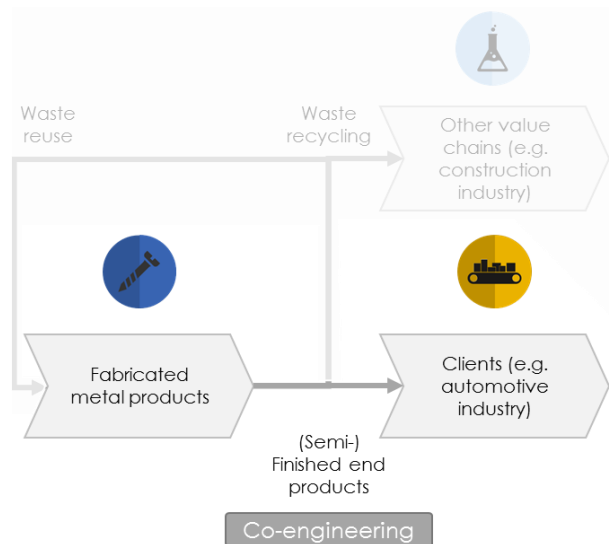 Waste
reuse
Waste
recycling
Other value
chains (e.g.
construction
industry)
Fabricated
metal products
Clients (e.g.
automotive
industry)
(Semi-)
Finished end
products
Co-engineering